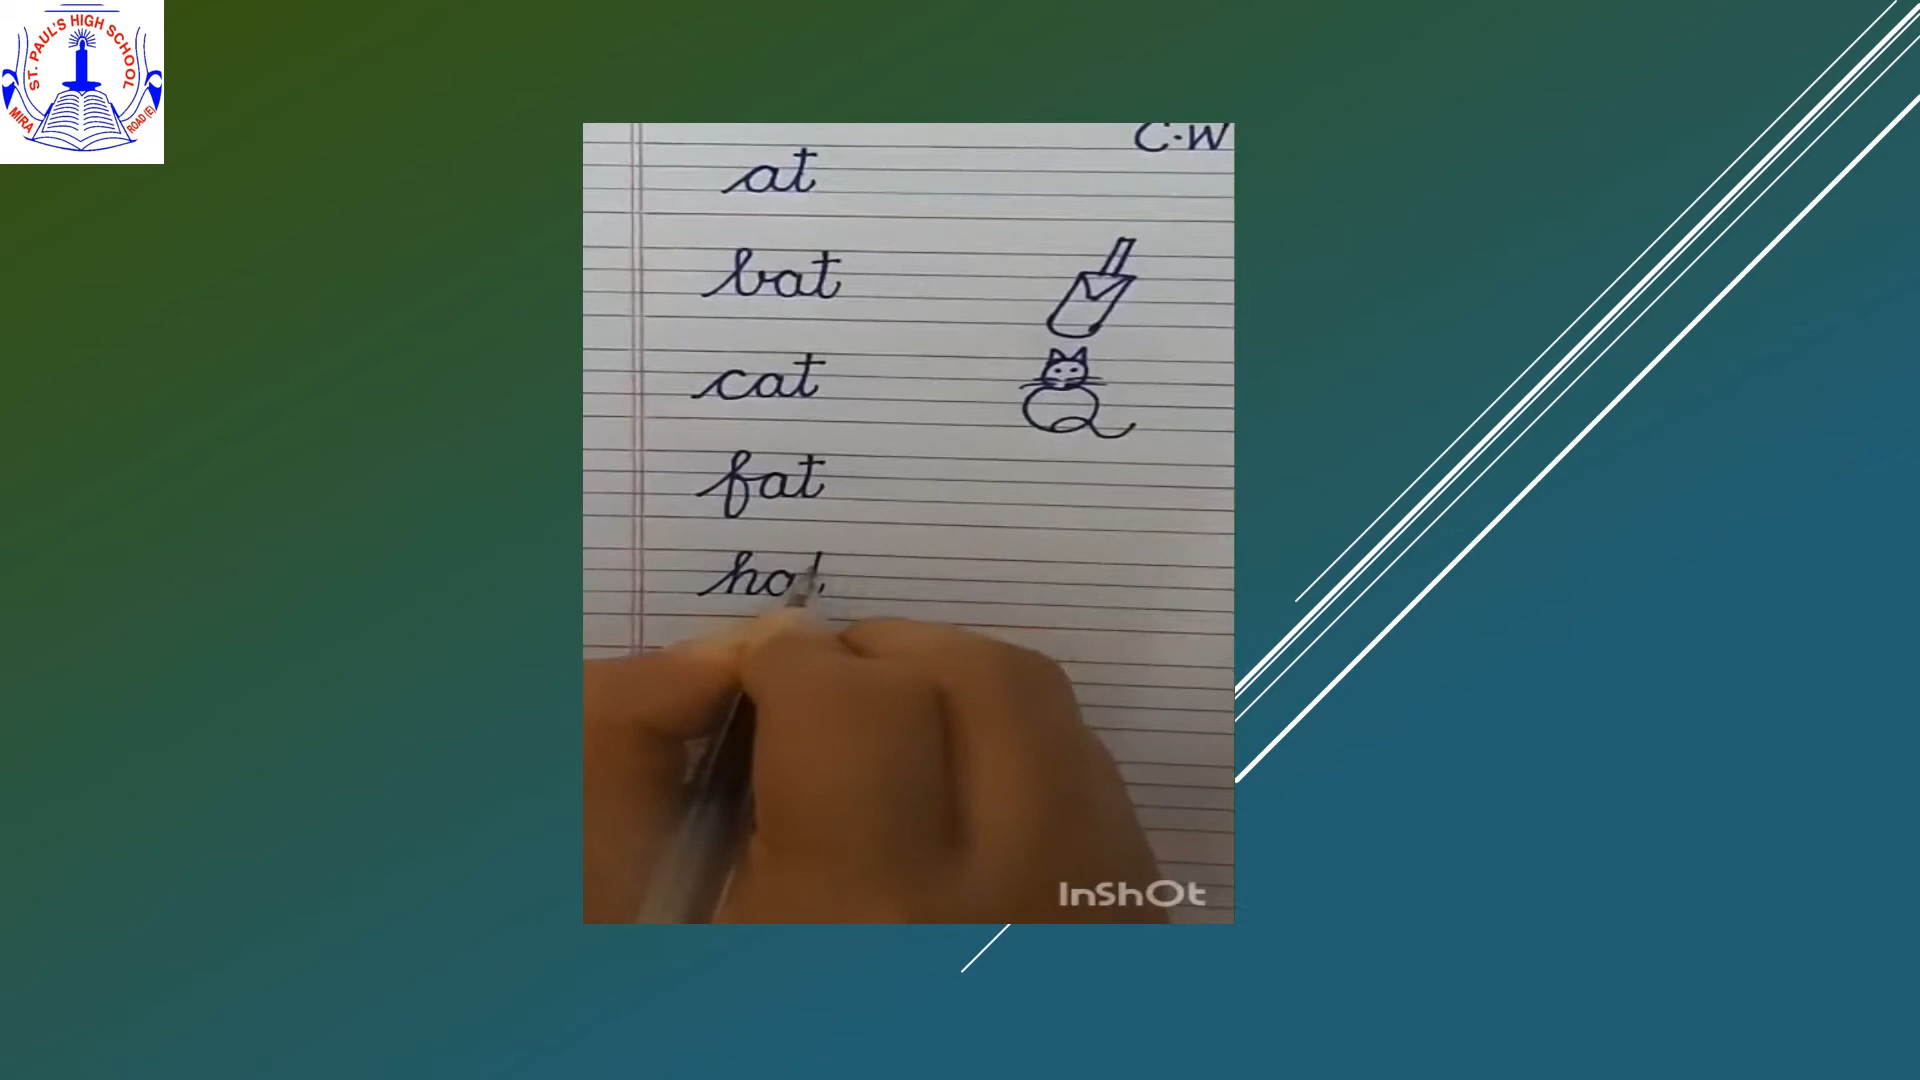 ST. PAUL'S HIGH SCHOOL
MIRA ROAD (E)
C.W
at
bat
cat
fat
InShOt